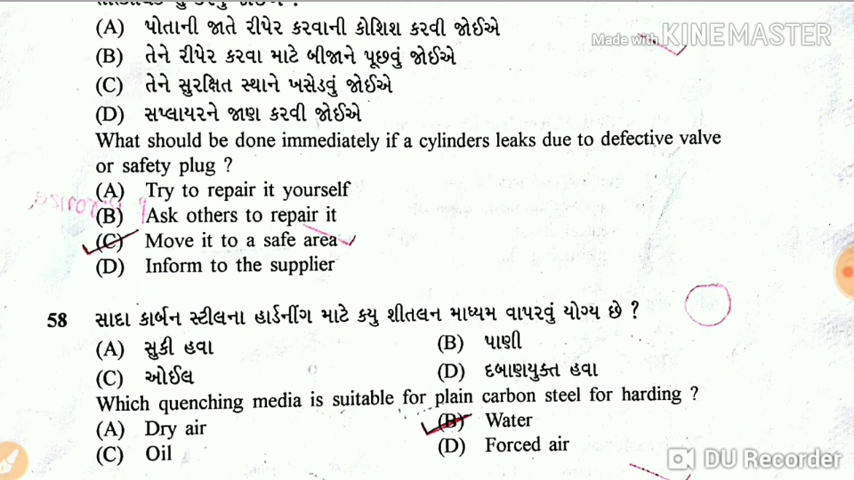 (A) પોતાની જાતે રીપેર કરવાની કોશિશ કરવી જોઈએ
Made with KINEMASTER
(B) તેને રીપેર કરવા માટે બીજાને પૂછવું જોઈએ
(C) તેને સુરક્ષિત સ્થાને ખસેડવું જોઈએ
(D) સપ્લાયરને જાણ કરવી જોઈએ
What should be done immediately if a cylinders leaks due to defective valve
or safety plug ?
(A) Try to repair it yourself
(B) Ask others to repair it
(C) Move it to a safe area
(D) Inform to the supplier
58 સાદા કાર્બન સ્ટીલના હાર્ડનીંગ માટે ક્યુ શીતલન માધ્યમ વાપરવું યોગ્ય છે ?
(A) સુકી હવા (B) પાણી
(C) ઓઈલ (D) દબાણયુક્ત હવા
Which quenching media is suitable for plain carbon steel for harding ?
(A) Dry air (B) Water
(C) Oil (D) Forced air
DU Recorder